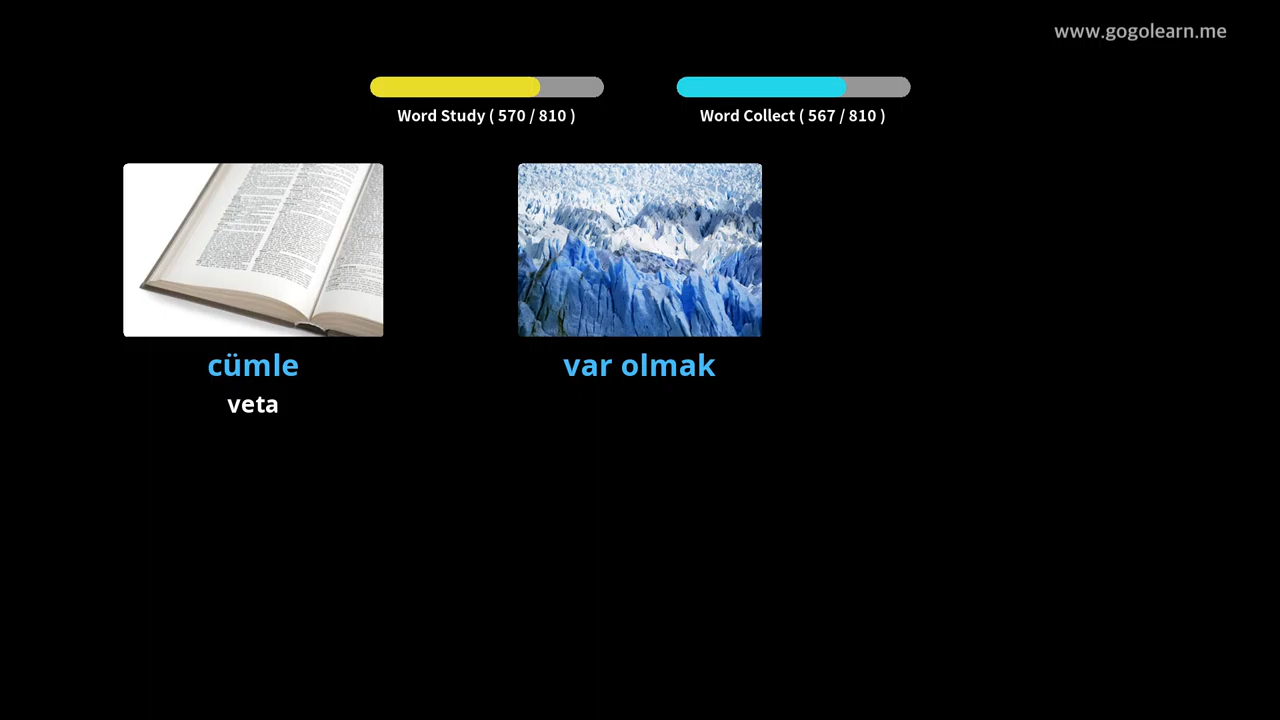 www.gogolearn.me
Word Study ( 570 / 810 )
Word Collect ( 567 / 810 )
cümle
veta
var olmak